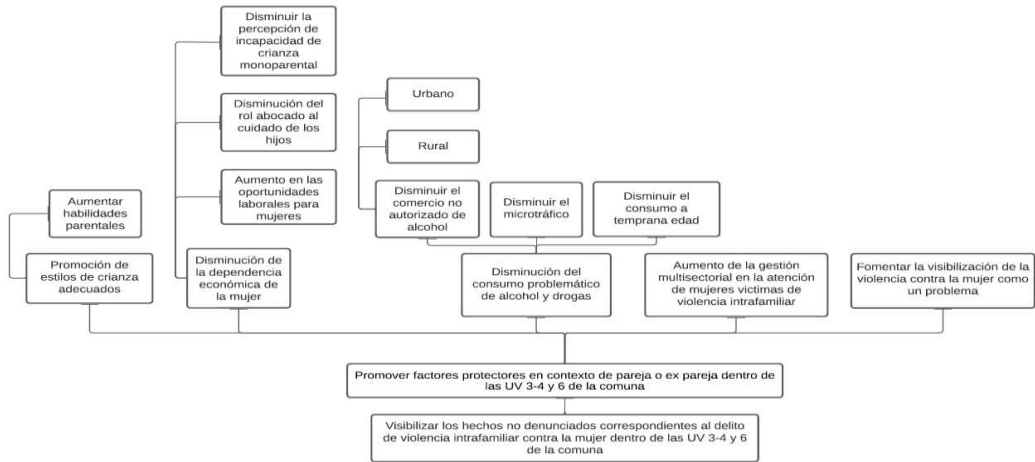 Disminuir la
percepción de
incapacidad de
crianza
monoparental
Disminución del
rol abocado al
cuidado de los
hijos
Aumento en las
oportunidades
laborales para
mujeres
Urbano
Rural
Aumentar
habilidades
parentales
Disminuir el
comercio no
autorizado de
alcohol
Disminuir el
microtráfico
Disminuir el
consumo a
temprana edad
Promoción de
estilos de crianza
adecuados
Disminución de
la dependencia
económica de
la mujer
Disminución del
consumo problemático
de alcohol y drogas
Aumento de la gestión
multisectorial en la atención
de mujeres victimas de
violencia intrafamiliar
Fomentar la visibilización de la
violencia contra la mujer como
un problema
Promover factores protectores en contexto de pareja o ex pareja dentro de
las UV 3-4 y 6 de la comuna
Visibilizar los hechos no denunciados correspondientes al delito
de violencia intrafamiliar contra la mujer dentro de las UV 3-4 y 6
de la comuna